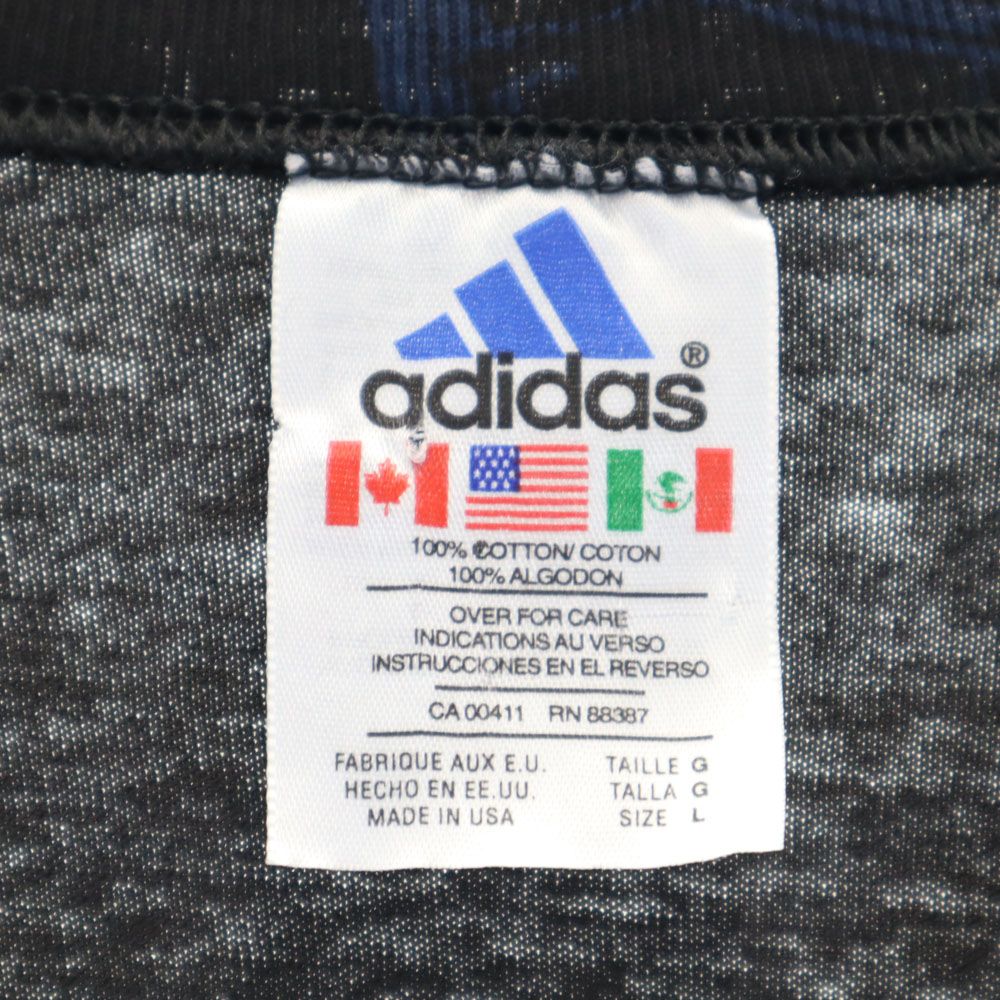 adidas®
100% COTTON/ COTON
100% ALGODON
OVER FOR CARE
INDICATIONS AU VERSO
INSTRUCCIONES EN EL REVERSO
CA 00411 RN 88387
FABRIQUE AUX E.U. TAILLE G
HECHO EN EE.UU. TALLA G
MADE IN USA SIZE L